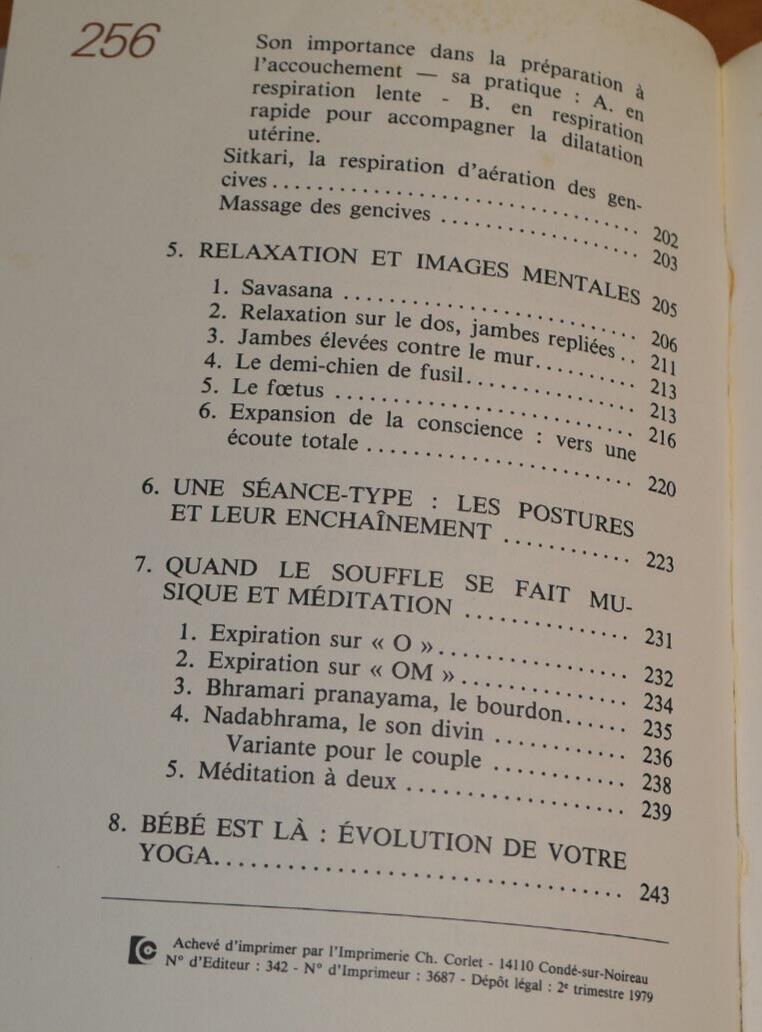 256
Son importance dans la préparation à
l'accouchement — sa pratique : A. en
respiration lente - B. en respiration
rapide pour accompagner la dilatation
utérine.
Sitkari, la respiration d'aération des gen-
cives.................................. 202
Massage des gencives .................... 203
5. RELAXATION ET IMAGES MENTALES 205
1. Savasana ............................ 206
2. Relaxation sur le dos, jambes repliées.. 211
3. Jambes élevées contre le mur.......... 213
4. Le demi-chien de fusil................. 213
5. Le fœtus ............................. 216
6. Expansion de la conscience : vers une
écoute totale .......................... 220
6. UNE SÉANCE-TYPE : LES POSTURES
ET LEUR ENCHAÎNEMENT ............ 223
7. QUAND LE SOUFFLE SE FAIT MU-
SIQUE ET MÉDITATION ............... 231
1. Expiration sur « O »................... 232
2. Expiration sur « OM »................. 234
3. Bhramari pranayama, le bourdon...... 235
4. Nadabhrama, le son divin ............ 236
Variante pour le couple ............ 238
5. Méditation à deux .................... 239
8. BÉBÉ EST LÀ : ÉVOLUTION DE VOTRE
YOGA.................................. 243
Achevé d'imprimer par l'Imprimerie Ch. Corlet - 14110 Condé-sur-Noireau
N° d'Editeur : 342 - N° d'Imprimeur : 3687 - Dépôt légal : 2e trimestre 1979